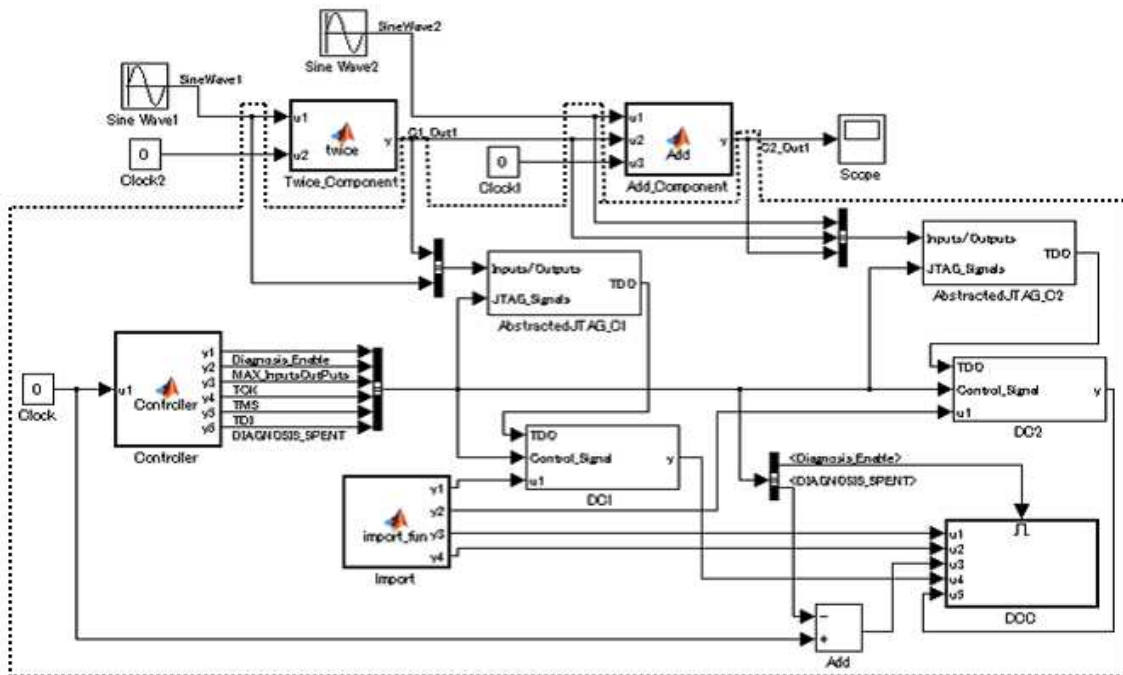 SineWave2
Sine Wave2
SineWave1
Sine Wave1
u1
u2
twice
y
Twice_Component
C1_Out1
0
Clock2
0
Clock1
u1
u2
u3
Add
y
Add_Component
C2_Out1
Scope
Inputs/Outputs
JTAG_Signals
TDO
AbstractedJTAG_C1
Inputs/Outputs
JTAG_Signals
TDO
AbstractedJTAG_C2
0
Clock
u1
Controller
y1
y2
y3
y4
y5
y6
Controller
Diagnosis_Enable
MAX_InputsOutPuts
TCK
TMS
TDI
DIAGNOSIS_SPENT
TDO
Control_Signal
u1
y
DC1
TDO
Control_Signal
u1
y
DC2
<Diagnosis_Enable>
<DIAGNOSIS_SPENT>
import_fun
y1
y2
y3
y4
Import
u1
u2
u3
u4
u5
DCC
−
+
Add